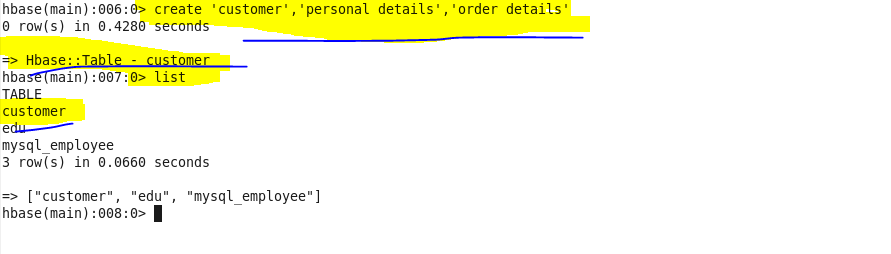 hbase(main):006:0> create 'customer','personal details','order details'
0 row(s) in 0.4280 seconds
=> Hbase::Table - customer
hbase(main):007:0> list
TABLE
customer
edu
mysql_employee
3 row(s) in 0.0660 seconds
=> ["customer", "edu", "mysql_employee"]
hbase(main):008:0>